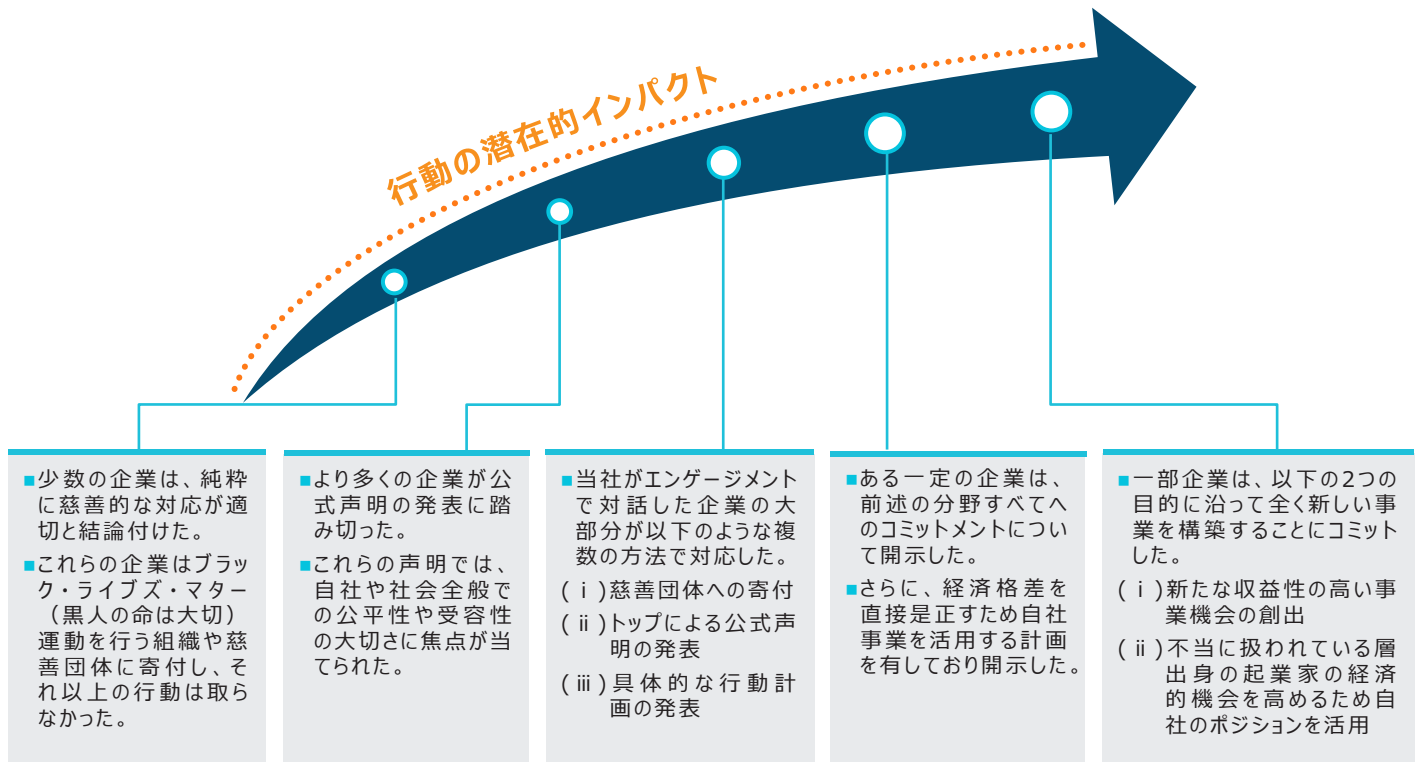 行動の潜在的インパクト
■少数の企業は、純粋
に慈善的な対応が適
切と結論付けた。
■これらの企業はブラッ
ク・ライブズ・マター
（黒人の命は大切）
運動を行う組織や慈
善団体に寄付し、そ
れ以上の行動は取ら
なかった。
■より多くの企業が公
式声明の発表に踏
み切った。
■これらの声明では、
自社や社会全般で
の公平性や受容性
の大切さに焦点が当
てられた。
■当社がエンゲージメント
で対話した企業の大
部分が以下のような複
数の方法で対応した。
(ⅰ)慈善団体への寄付
(ⅱ)トップによる公式声
明の発表
(ⅲ)具体的な行動計
画の発表
■ある一定の企業は、
前述の分野すべてへ
のコミットメントについ
て開示した。
■さらに、経済格差を
直接是正するため自社
事業を活用する計画
を有しており開示した。
■一部企業は、以下の2つの
目的に沿って全く新しい事
業を構築することにコミット
した。
(ⅰ)新たな収益性の高い事
業機会の創出
(ⅱ)不当に扱われている層
出身の起業家の経済
的機会を高めるため自
社のポジションを活用